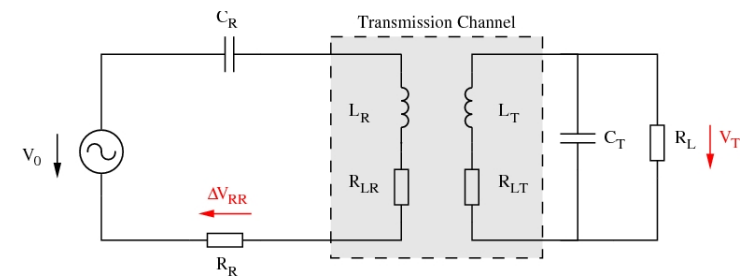 C_R
Transmission Channel
L_R
L_T
V_0
C_T
R_L
V_T
R_LR
R_LT
ΔV_RR
R_R